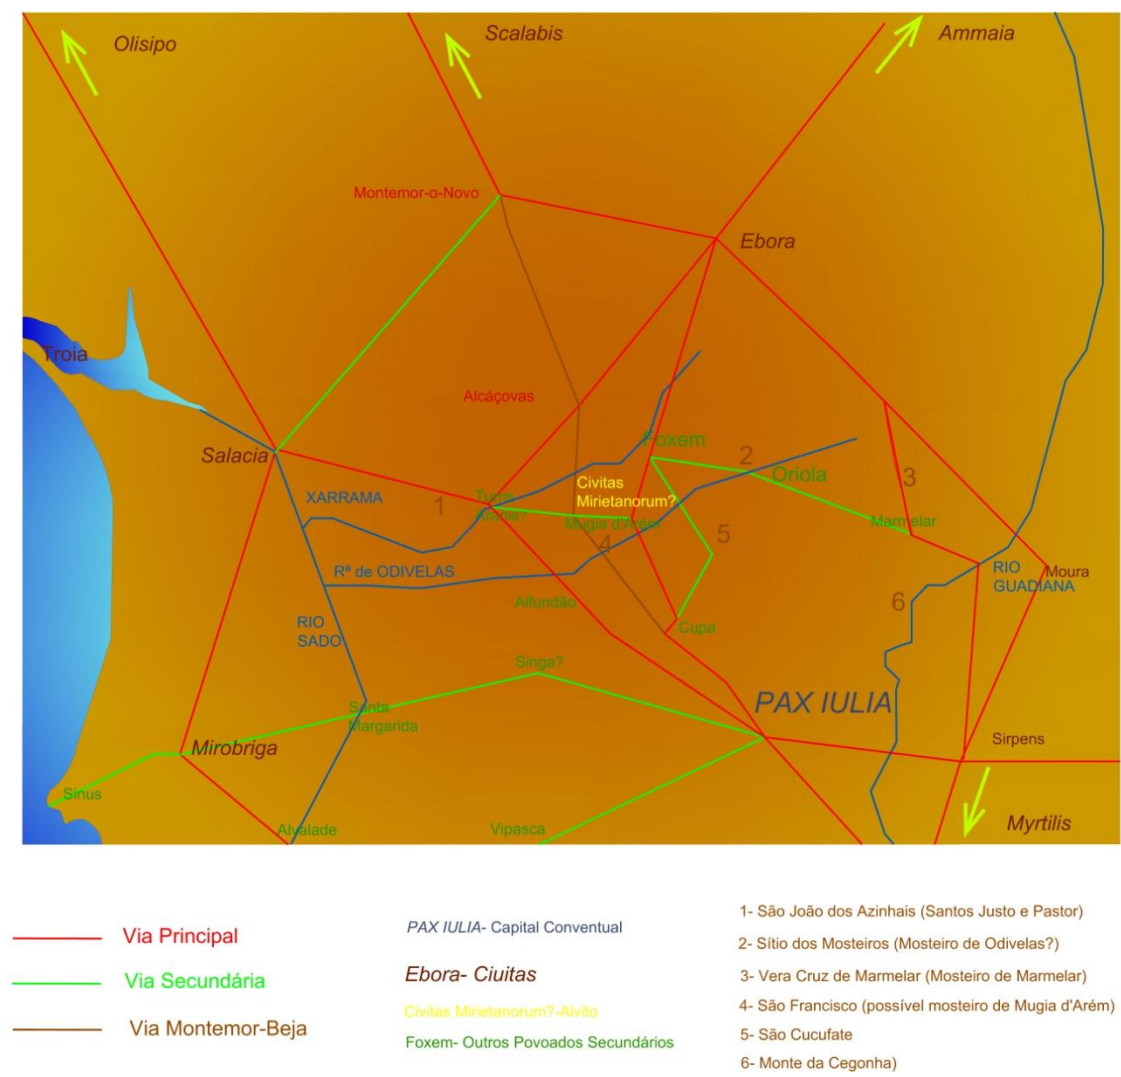 Olisipo
Scalabis
Ammaia
Montemor-o-Novo
Ebora
Troia
Alcáçovas
Foxem
Salacia
2
Oriola
3
Civitas
Mirietanorum?
XARRAMA
1
Turris
Arabis?
Mugia d'Arém
Marmelar
4
5
Rª de ODIVELAS
RIO
GUADIANA
Moura
6
Alfundão
RIO
SADO
Cupa
Singa?
PAX IULIA
Santa
Margarida
Mirobriga
Sirpens
Sinus
Alvalade
Vipasca
Myrtilis
Via Principal
Via Secundária
Via Montemor-Beja
PAX IULIA- Capital Conventual
Ebora- Ciuitas
Civitas Mirietanorum?-Alvito
Foxem- Outros Povoados Secundários
1- São João dos Azinhais (Santos Justo e Pastor)
2- Sítio dos Mosteiros (Mosteiro de Odivelas?)
3- Vera Cruz de Marmelar (Mosteiro de Marmelar)
4- São Francisco (possível mosteiro de Mugia d'Arém)
5- São Cucufate
6- Monte da Cegonha)